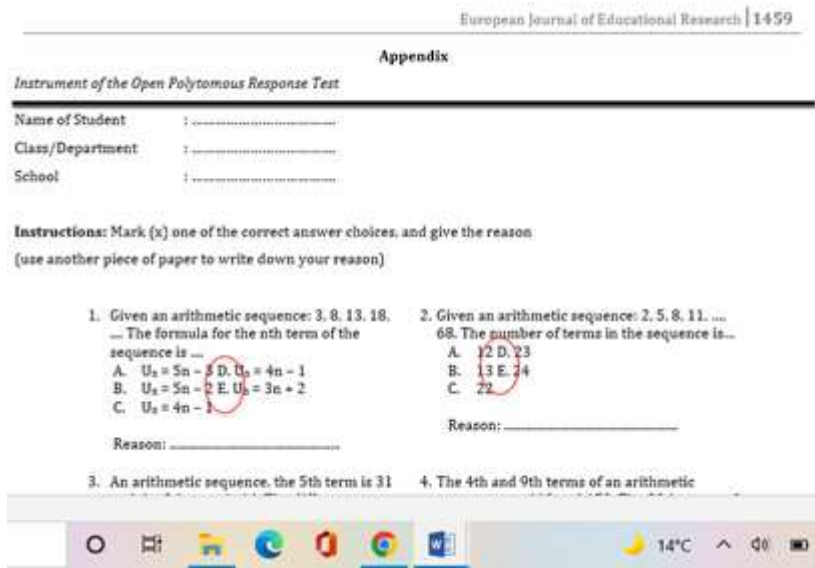 European Journal of Educational Research | 1459
Appendix
Instrument of the Open Polytomous Response Test
Name of Student : ........................................
Class/Department : ........................................
School : ........................................
Instructions: Mark (x) one of the correct answer choices, and give the reason
(use another piece of paper to write down your reason)
1. Given an arithmetic sequence: 3, 8, 13, 18,
.... The formula for the nth term of the
sequence is ....
A. Uₙ = 5n – 3 D. Uₙ = 4n – 1
B. Uₙ = 5n – 2 E. Uₙ = 3n + 2
C. Uₙ = 4n –
Reason:
2. Given an arithmetic sequence: 2, 5, 8, 11, ....
68. The number of terms in the sequence is...
A. 12 D. 23
B. 13 E. 24
C. 22
Reason:
3. An arithmetic sequence, the 5th term is 31
4. The 4th and 9th terms of an arithmetic
14°C